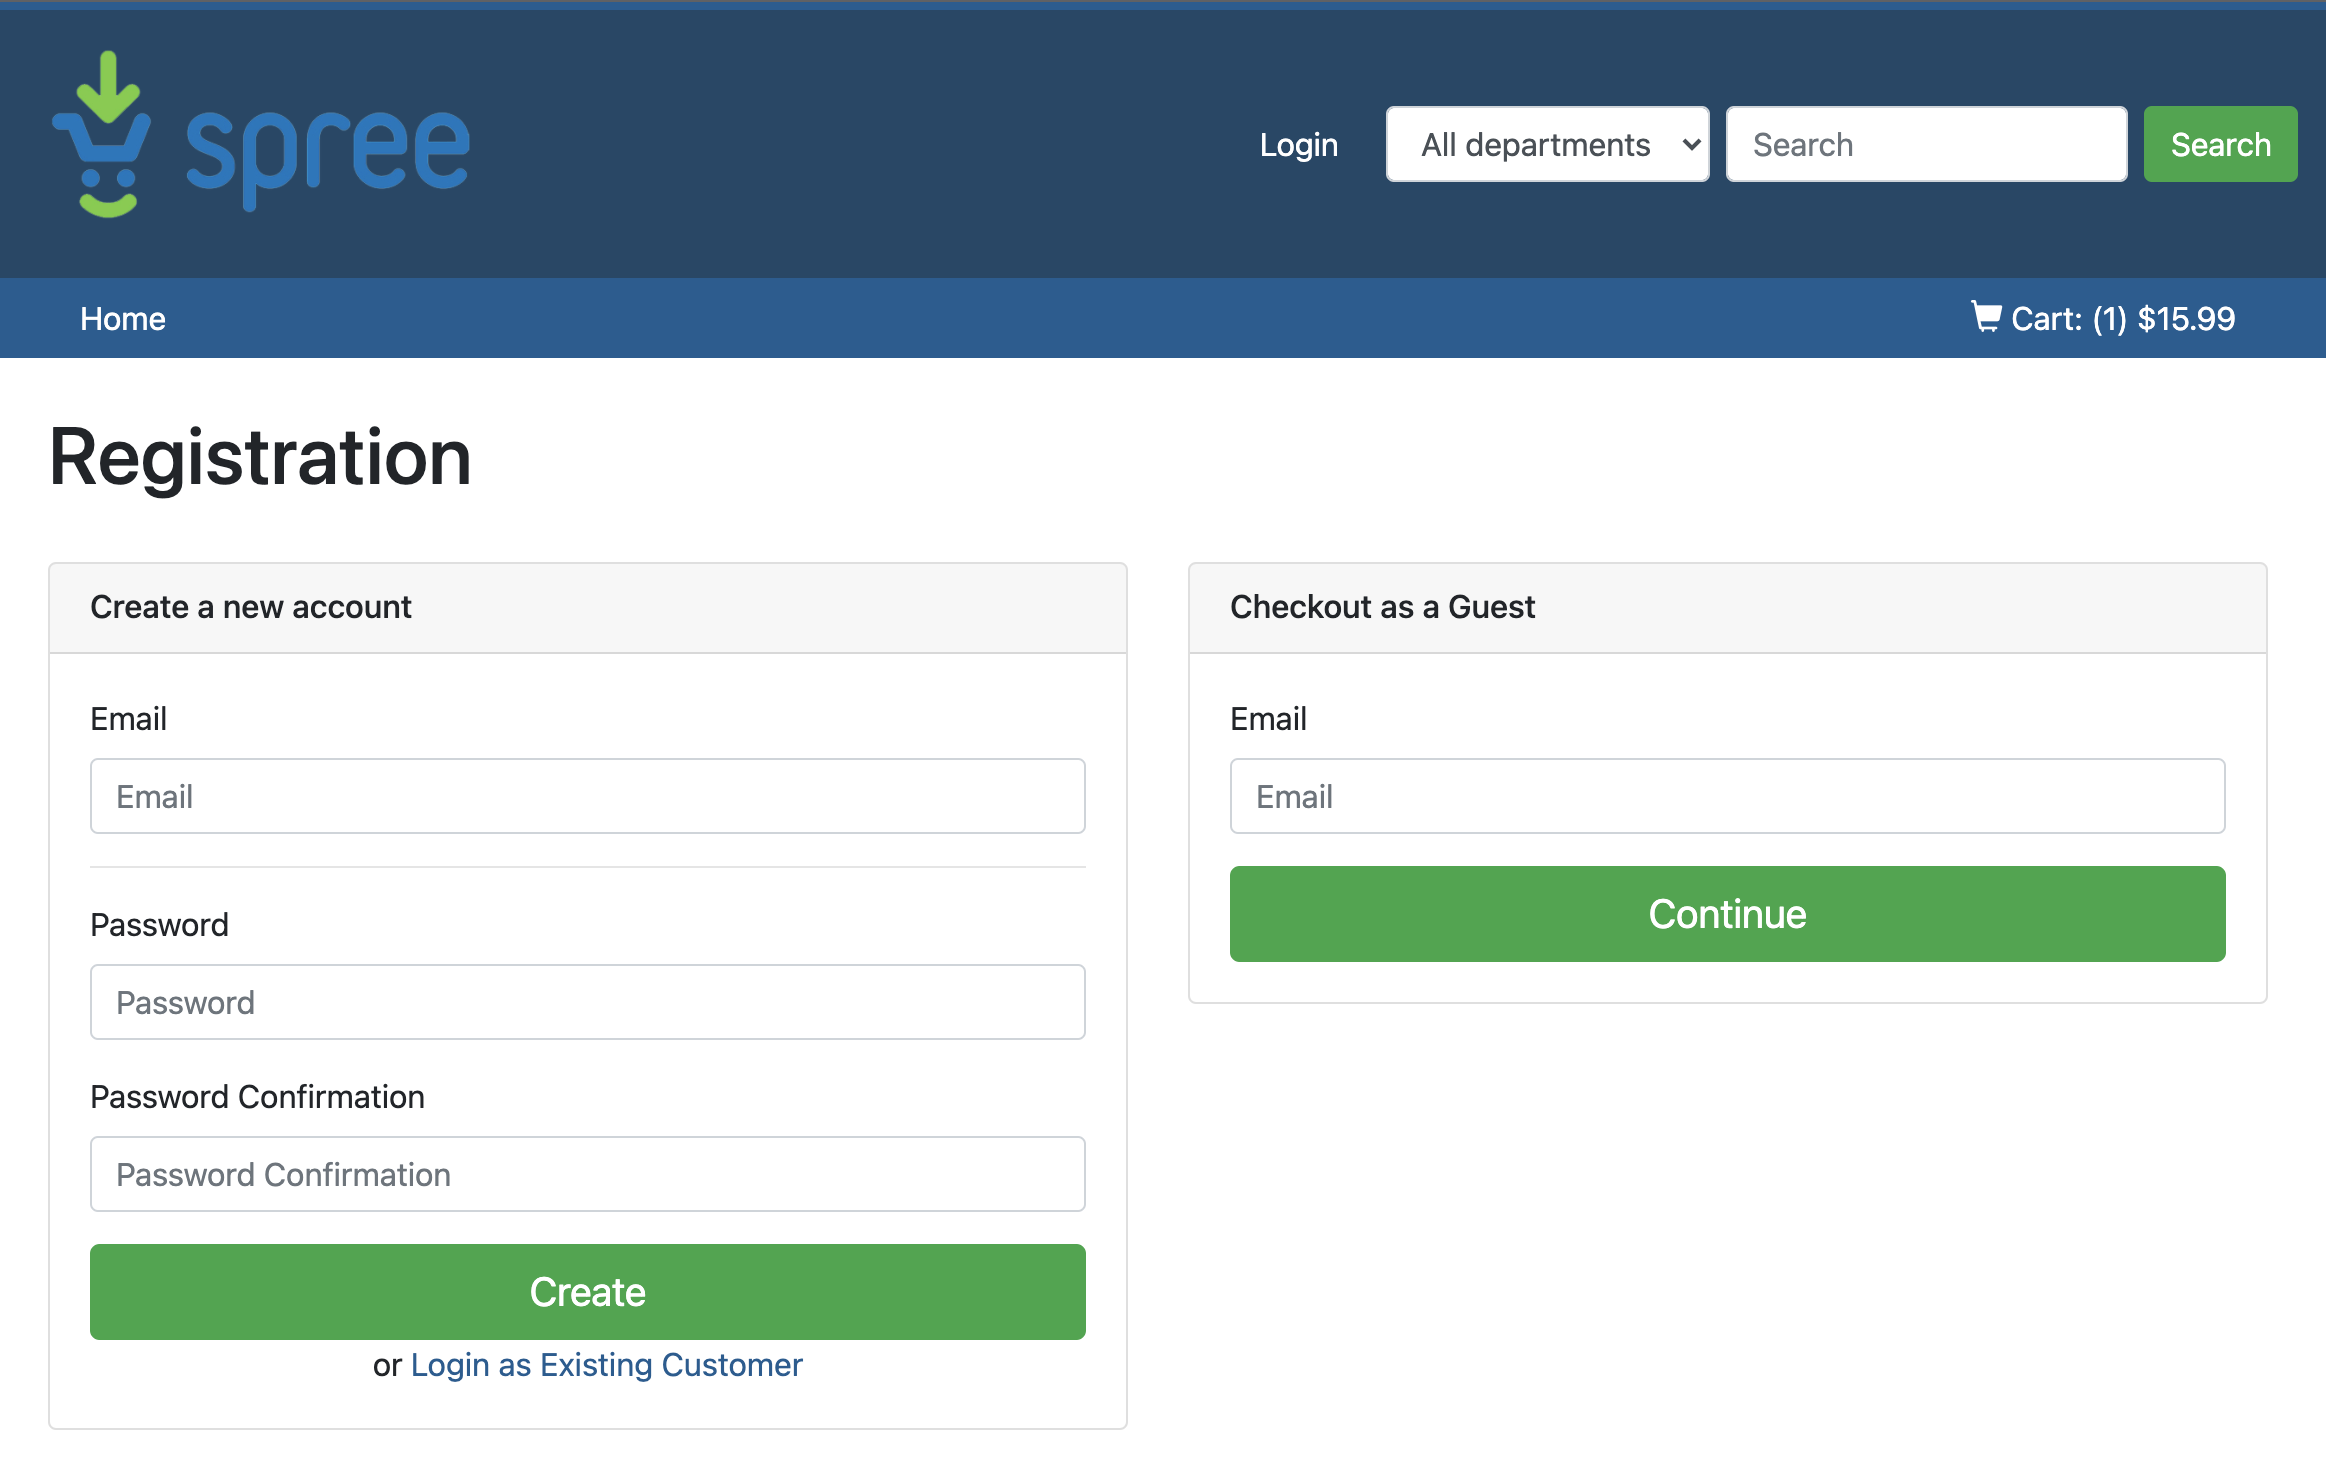 spree
Login
All departments
Search
Search
Home
Cart: (1) $15.99
Registration
Create a new account
Email
Email
Password
Password
Password Confirmation
Password Confirmation
Create
or Login as Existing Customer
Checkout as a Guest
Email
Email
Continue